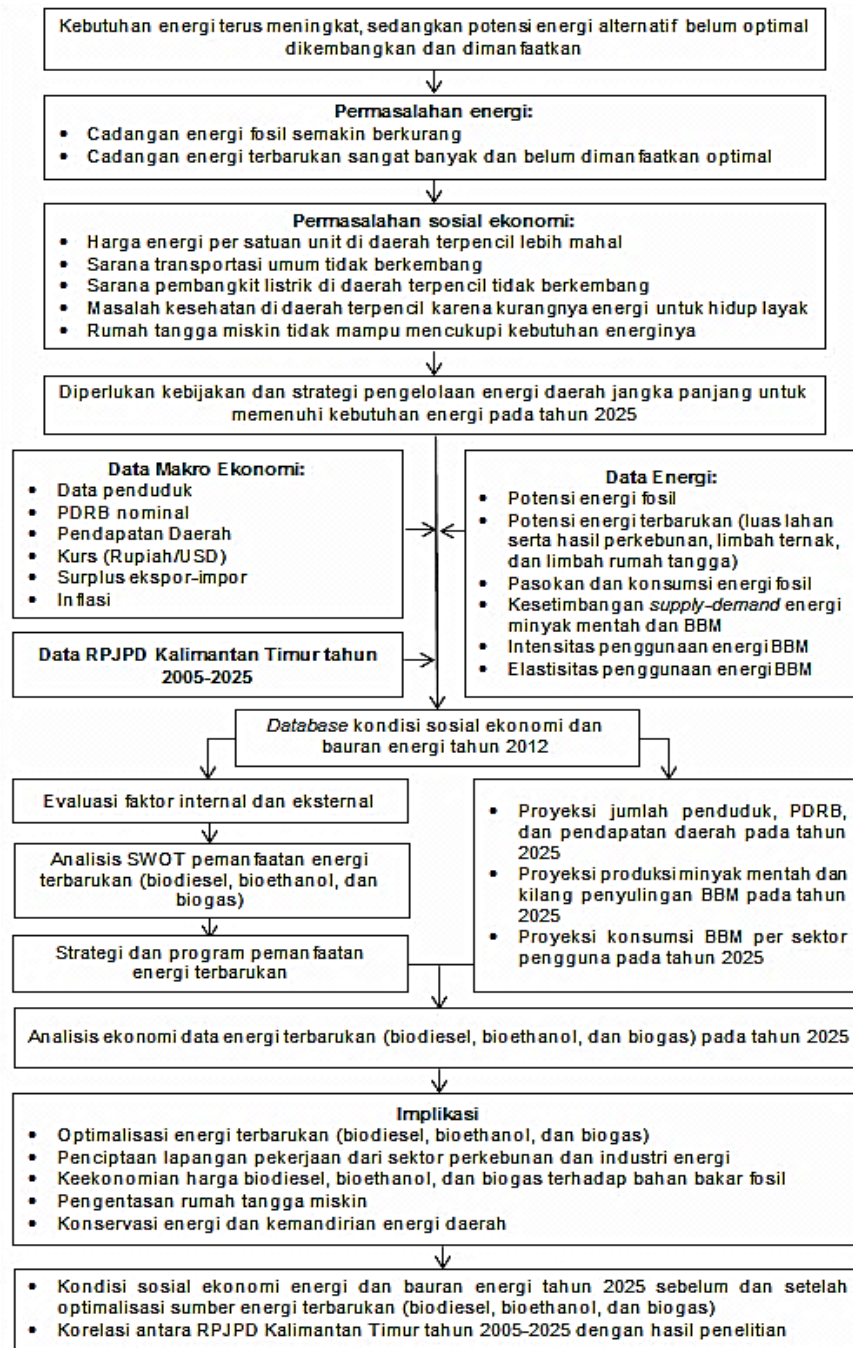 Kebutuhan energi terus meningkat, sedangkan potensi energi alternatif belum optimal
dikembangkan dan dimanfaatkan
Permasalahan energi:
• Cadangan energi fosil semakin berkurang
• Cadangan energi terbarukan sangat banyak dan belum dimanfaatkan optimal
Permasalahan sosial ekonomi:
• Harga energi per satuan unit di daerah terpencil lebih mahal
• Sarana transportasi umum tidak berkembang
• Sarana pembangkit listrik di daerah terpencil tidak berkembang
• Masalah kesehatan di daerah terpencil karena kurangnya energi untuk hidup layak
• Rumah tangga miskin tidak mampu mencukupi kebutuhan energinya
Diperlukan kebijakan dan strategi pengelolaan energi daerah jangka panjang untuk
memenuhi kebutuhan energi pada tahun 2025
Data Makro Ekonomi:
• Data penduduk
• PDRB nominal
• Pendapatan Daerah
• Kurs (Rupiah/USD)
• Surplus ekspor-impor
• Inflasi
Data RPJPD Kalimantan Timur tahun
2005-2025
Data Energi:
• Potensi energi fosil
• Potensi energi terbarukan (luas lahan
serta hasil perkebunan, limbah ternak,
dan limbah rumah tangga)
• Pasokan dan konsumsi energi fosil
• Kesetimbangan supply-demand energi
minyak mentah dan BBM
• Intensitas penggunaan energi BBM
• Elastisitas penggunaan energi BBM
Database kondisi sosial ekonomi dan
bauran energi tahun 2012
Evaluasi faktor internal dan eksternal
Analisis SWOT pemanfaatan energi
terbarukan (biodiesel, bioethanol, dan
biogas)
Strategi dan program pemanfaatan
energi terbarukan
• Proyeksi jumlah penduduk, PDRB,
dan pendapatan daerah pada tahun
2025
• Proyeksi produksi minyak mentah dan
kilang penyulingan BBM pada tahun
2025
• Proyeksi konsumsi BBM per sektor
pengguna pada tahun 2025
Analisis ekonomi data energi terbarukan (biodiesel, bioethanol, dan biogas) pada tahun 2025
Implikasi
• Optimalisasi energi terbarukan (biodiesel, bioethanol, dan biogas)
• Penciptaan lapangan pekerjaan dari sektor perkebunan dan industri energi
• Keekonomian harga biodiesel, bioethanol, dan biogas terhadap bahan bakar fosil
• Pengentasan rumah tangga miskin
• Konservasi energi dan kemandirian energi daerah
• Kondisi sosial ekonomi energi dan bauran energi tahun 2025 sebelum dan setelah
optimalisasi sumber energi terbarukan (biodiesel, bioethanol, dan biogas)
• Korelasi antara RPJPD Kalimantan Timur tahun 2005-2025 dengan hasil penelitian